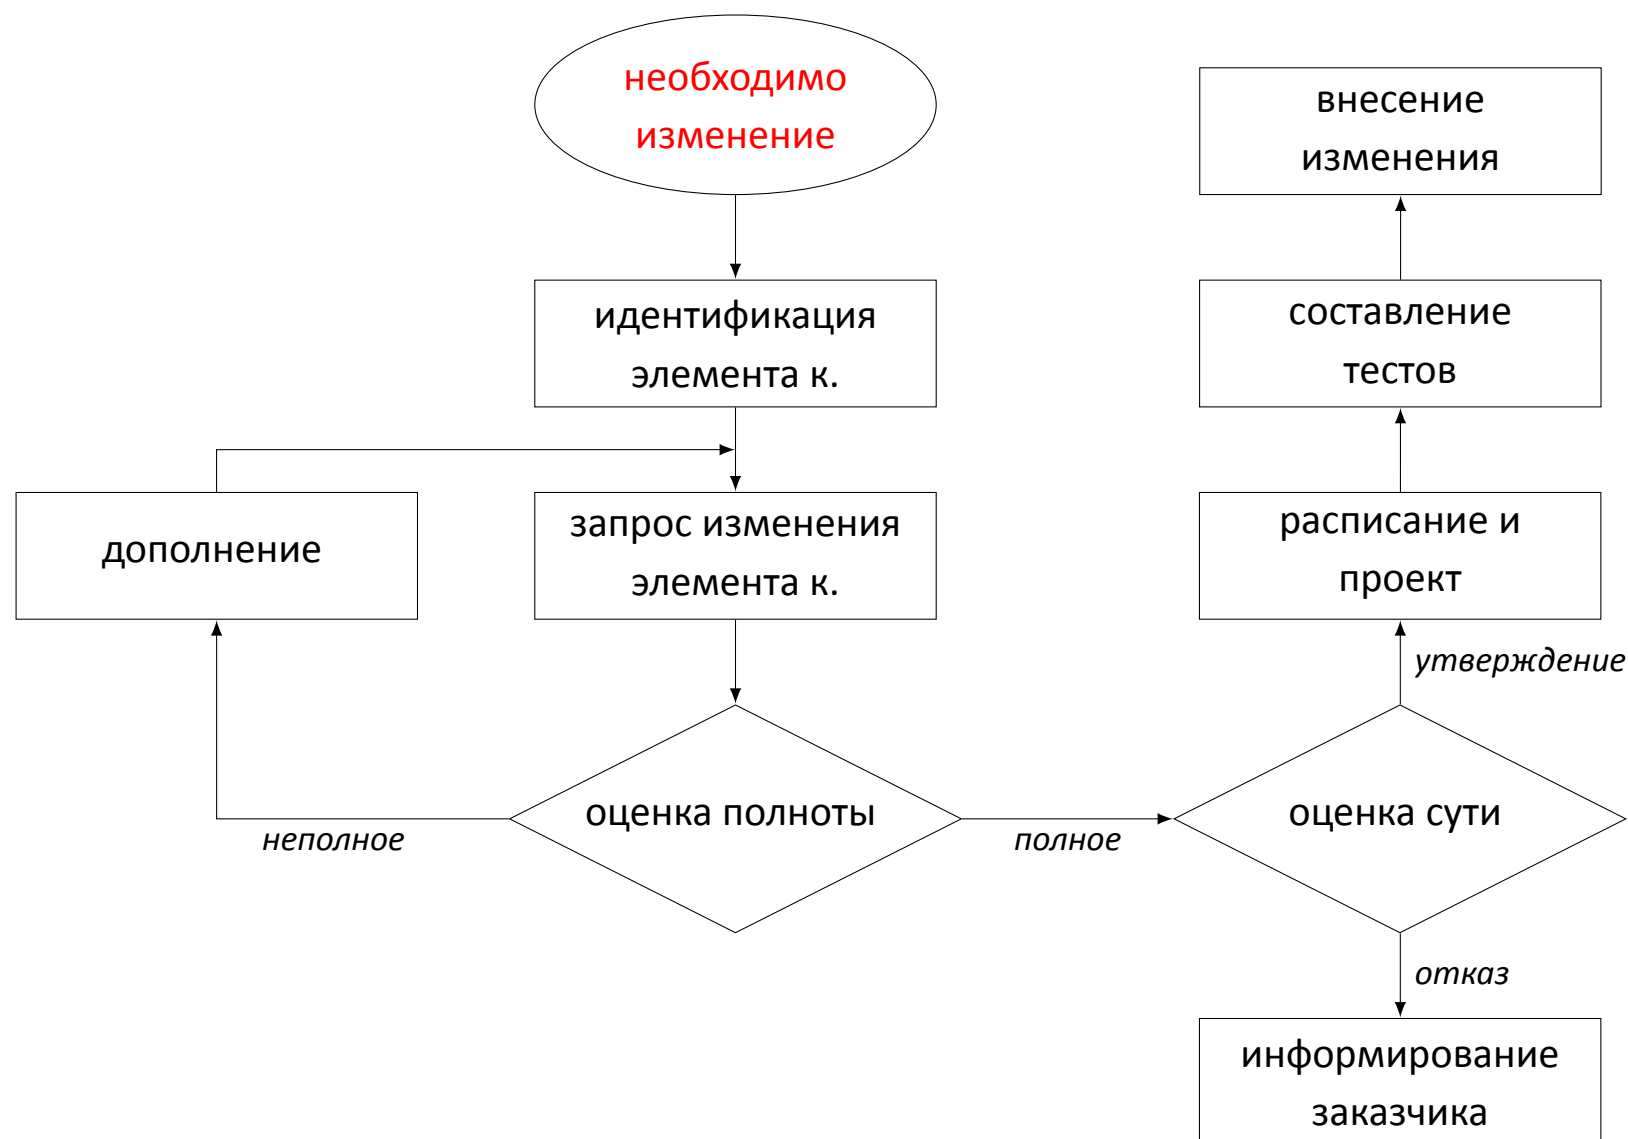 необходимо
изменение
идентификация
элемента к.
дополнение
запрос изменения
элемента к.
оценка полноты
неполное
полное
оценка сути
утверждение
расписание и
проект
составление
тестов
внесение
изменения
отказ
информирование
заказчика